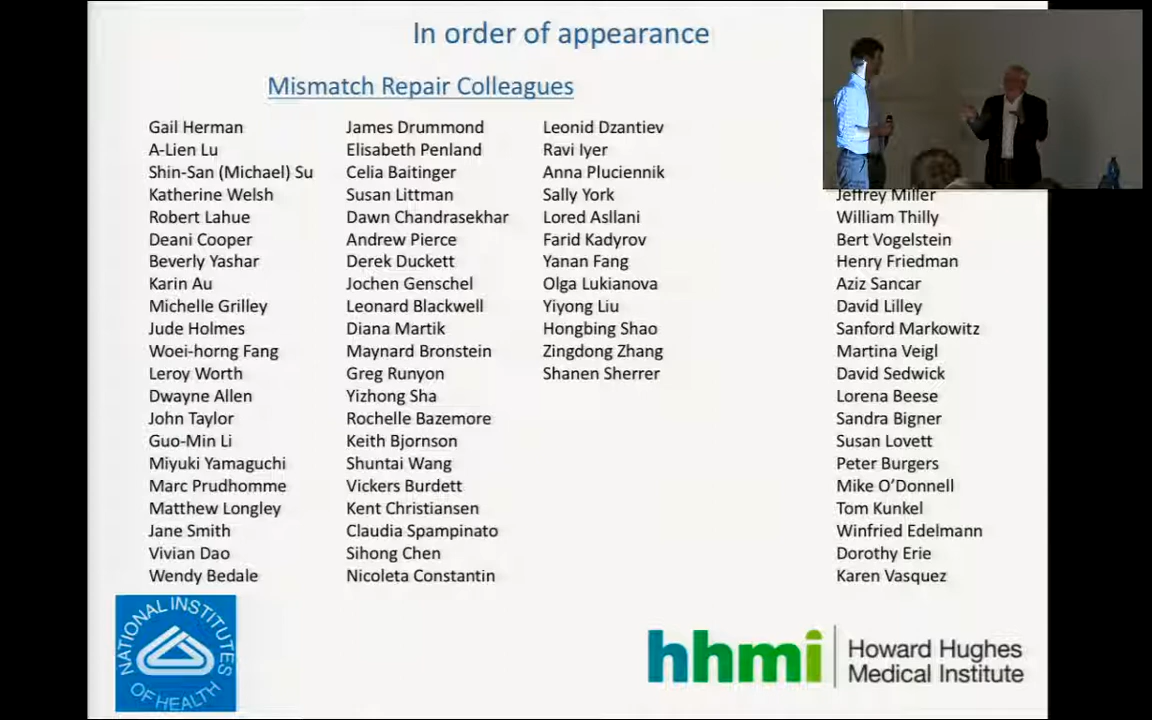 In order of appearance
Mismatch Repair Colleagues
Gail Herman
A-Lien Lu
Shin-San (Michael) Su
Katherine Welsh
Robert Lahue
Deani Cooper
Beverly Yashar
Karin Au
Michelle Grilley
Jude Holmes
Woei-horng Fang
Leroy Worth
Dwayne Allen
John Taylor
Guo-Min Li
Miyuki Yamaguchi
Marc Prudhomme
Matthew Longley
Jane Smith
Vivian Dao
Wendy Bedale
James Drummond
Elisabeth Penland
Celia Baitinger
Susan Littman
Dawn Chandrasekhar
Andrew Pierce
Derek Duckett
Jochen Genschel
Leonard Blackwell
Diana Martik
Maynard Bronstein
Greg Runyon
Yizhong Sha
Rochelle Bazemore
Keith Bjornson
Shuntai Wang
Vickers Burdett
Kent Christiansen
Claudia Spampinato
Sihong Chen
Nicoleta Constantin
Leonid Dzantiev
Ravi Iyer
Anna Pluciennik
Sally York
Lored Asllani
Farid Kadyrov
Yanan Fang
Olga Lukianova
Yiyong Liu
Hongbing Shao
Zingdong Zhang
Shanen Sherrer
Jeffrey Miller
William Thilly
Bert Vogelstein
Henry Friedman
Aziz Sancar
David Lilley
Sanford Markowitz
Martina Veigl
David Sedwick
Lorena Beese
Sandra Bigner
Susan Lovett
Peter Burgers
Mike O'Donnell
Tom Kunkel
Winfried Edelmann
Dorothy Erie
Karen Vasquez
NATIONAL INSTITUTES
OF HEALTH
hhmi
Howard Hughes
Medical Institute